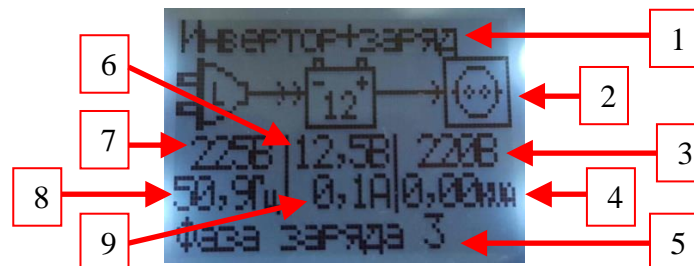 Инвертор+заряд 1
6 - 12 + 2
7 225В 12,5В 220В 3
8 50,9Гц 0,1А 0,00кВА 4
9 Фаза заряда 3 5